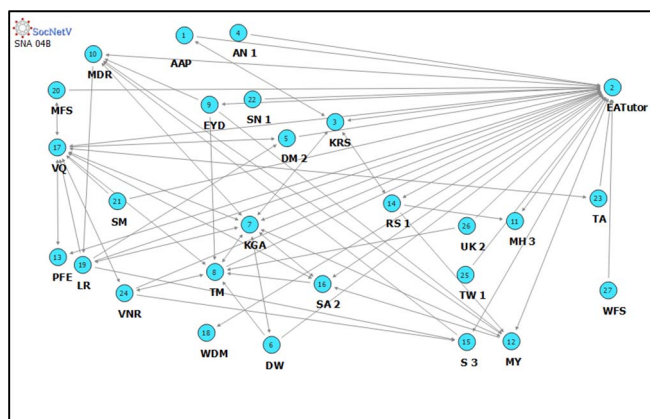 SocNetV
SNA 04B
1
AAP
4
AN 1
10
MDR
2
EATutor
20
MFS
9
EYD
22
SN 1
3
KRS
5
DM 2
17
VQ
21
SM
14
RS 1
23
TA
11
MH 3
7
KGA
26
UK 2
13
PFE
19
LR
8
TM
25
TW 1
16
SA 2
24
VNR
27
WFS
18
WDM
6
DW
15
S 3
12
MY